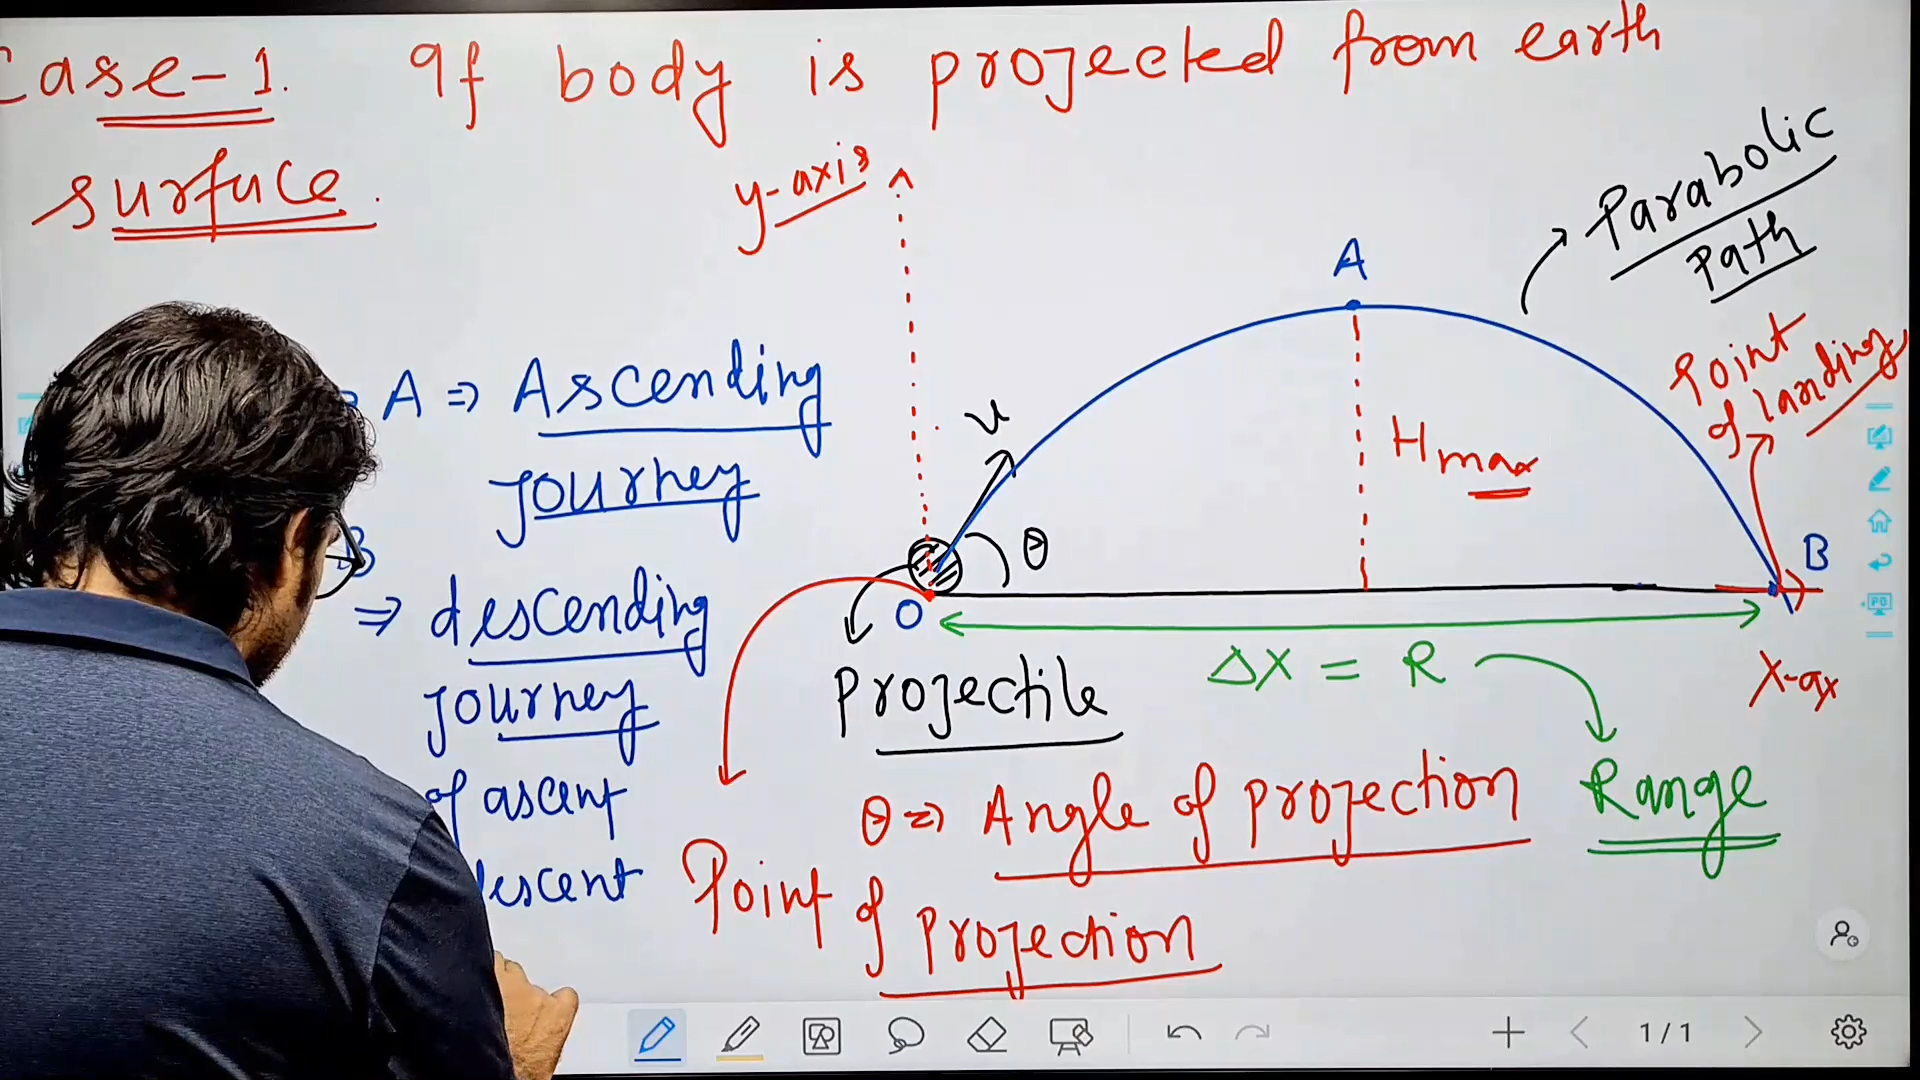 Case-1. If body is projected from earth
surface.
y-axis
A
Parabolic
Path
Point
of landing
A ⇒ Ascending
journey
u
θ
Hmax
B
B
⇒ descending
journey
O
Projectile
ΔX = R
X-ax
Range
of ascent
descent
θ ⇒ Angle of projection
Point of projection
1/1